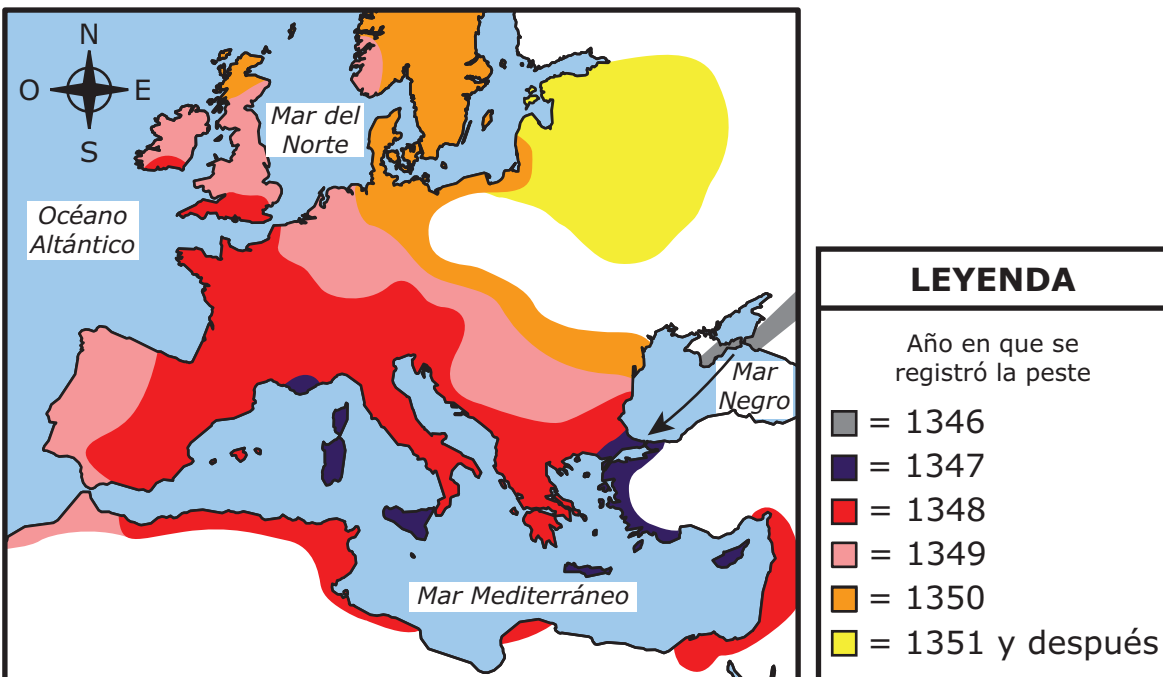 N
O
E
S
Mar del
Norte
Océano
Altántico
Mar
Negro
Mar Mediterráneo
LEYENDA
Año en que se
registró la peste
= 1346
= 1347
= 1348
= 1349
= 1350
= 1351 y después